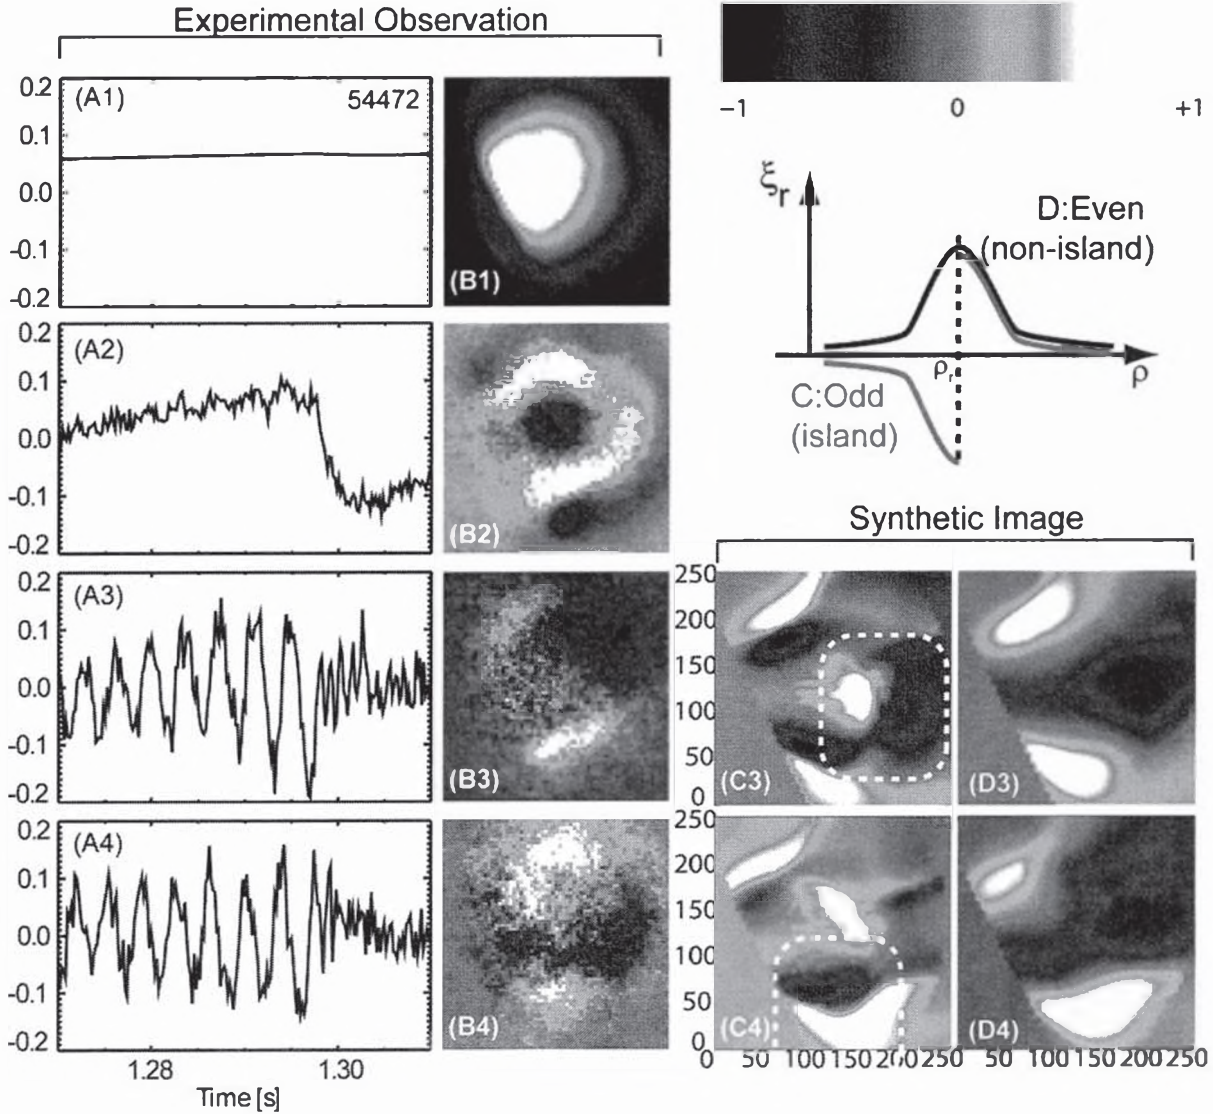 Experimental Observation
-1 0 +1
(A1) 54472
0.2
0.1
0.0
-0.1
-0.2
(B1)
ξr
D:Even
(non-island)
ρr
ρ
C:Odd
(island)
(A2)
0.2
0.1
0.0
-0.1
-0.2
(B2)
Synthetic Image
(A3)
0.2
0.1
0.0
-0.1
-0.2
(B3)
250
200
150
100
50
0
(C3)
(D3)
(A4)
0.2
0.1
0.0
-0.1
-0.2
(B4)
250
200
150
100
50
0
(C4)
(D4)
0 50 100 150 200 250 0 50 100 150 200 250
1.28 1.30
Time [s]